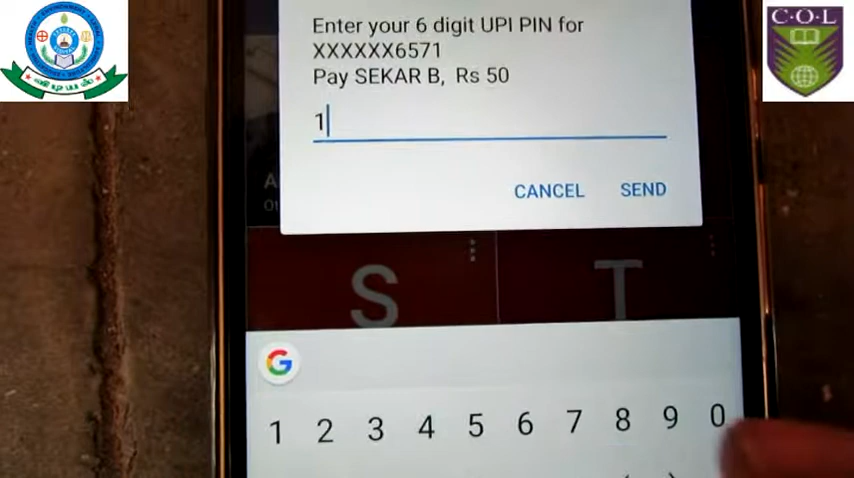 C·O·L
Enter your 6 digit UPI PIN for
XXXXXX6571
Pay SEKAR B, Rs 50
1
CANCEL SEND
A
S T
G
1 2 3 4 5 6 7 8 9 0